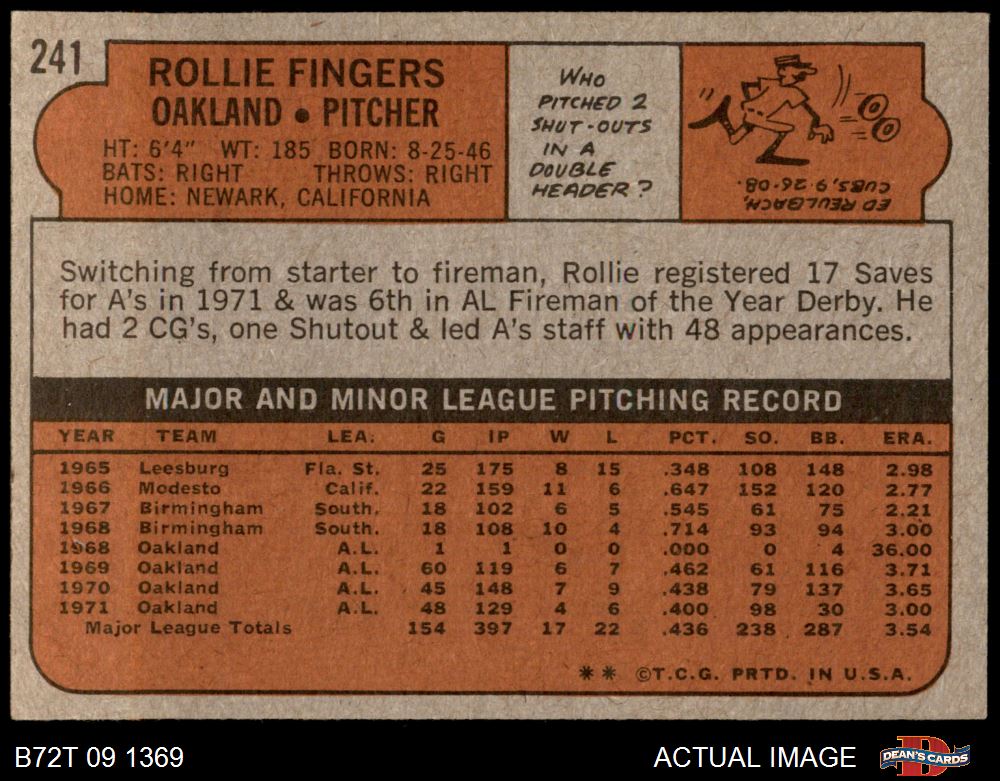 241
ROLLIE FINGERS
OAKLAND • PITCHER
HT: 6'4" WT: 185 BORN: 8-25-46
BATS: RIGHT THROWS: RIGHT
HOME: NEWARK, CALIFORNIA
WHO
PITCHED 2
SHUT-OUTS
IN A
DOUBLE
HEADER?
ED REULBACH,
CUBS, 9-26-08.
Switching from starter to fireman, Rollie registered 17 Saves
for A's in 1971 & was 6th in AL Fireman of the Year Derby. He
had 2 CG's, one Shutout & led A's staff with 48 appearances.
MAJOR AND MINOR LEAGUE PITCHING RECORD
YEAR TEAM LEA. G IP W L PCT. SO. BB. ERA.
1965 Leesburg Fla. St. 25 175 8 15 .348 108 148 2.98
1966 Modesto Calif. 22 159 11 6 .647 152 120 2.77
1967 Birmingham South. 18 102 6 5 .545 61 75 2.21
1968 Birmingham South. 18 108 10 4 .714 93 94 3.00
1968 Oakland A.L. 1 1 0 0 .000 0 4 36.00
1969 Oakland A.L. 60 119 6 7 .462 61 116 3.71
1970 Oakland A.L. 45 148 7 9 .438 79 137 3.65
1971 Oakland A.L. 48 129 4 6 .400 98 30 3.00
Major League Totals 154 397 17 22 .436 238 287 3.54
** ©T.C.G. PRTD. IN U.S.A.
B72T 09 1369
ACTUAL IMAGE
DEAN'S CARDS